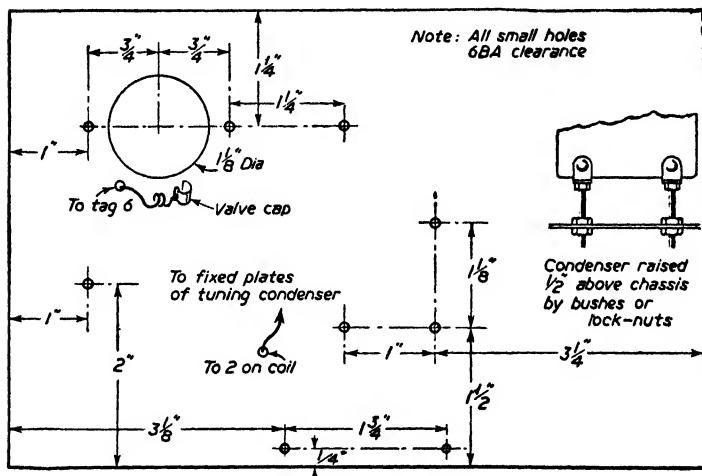 Note: All small holes
6BA clearance
3/4"
3/4"
1 1/4"
1 1/4"
1"
1 1/8" Dia
To tag 6
Valve cap
To fixed plates
of tuning condenser
1 1/8"
Condenser raised
1/2" above chassis
by bushes or
lock-nuts
1"
2"
To 2 on coil
1"
3 1/4"
1 1/2"
3 1/8"
1 3/4"
1/4"